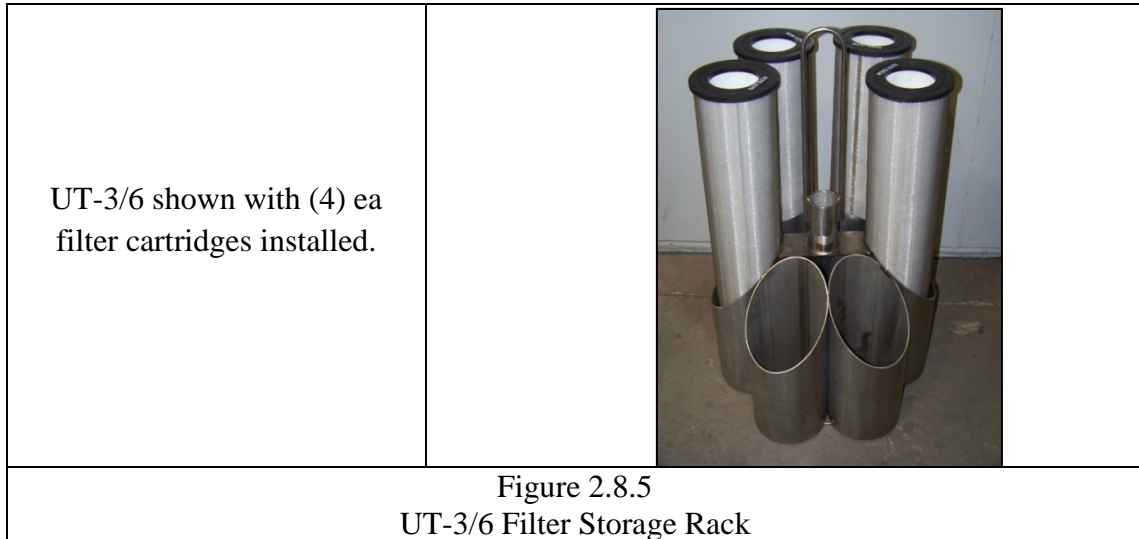 UT-3/6 shown with (4) ea
filter cartridges installed.
Figure 2.8.5
UT-3/6 Filter Storage Rack